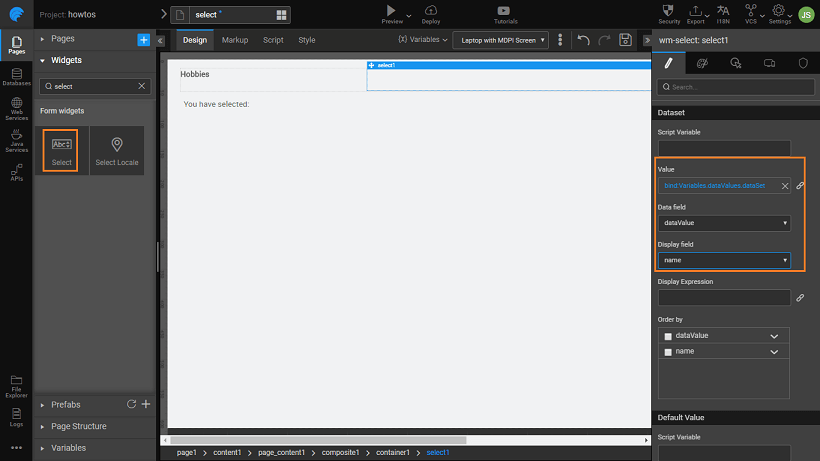 Project: howtos
select *
Preview
Deploy
Tutorials
Security
Export
I18N
VCS
Settings
JS
Pages
Databases
Web
Services
Java
Services
APIs
File
Explorer
Logs
Pages
Widgets
select
Form widgets
Abc
Select
Select Locale
Prefabs
Page Structure
Variables
Design
Markup
Script
Style
(x) Variables
Laptop with MDPI Screen
select1
Hobbies
You have selected:
page1
content1
page_content1
composite1
container1
select1
wm-select: select1
Search...
Dataset
Script Variable
Value
bind:Variables.dataValues.dataSet
Data field
dataValue
Display field
name
Display Expression
Order by
dataValue
name
Default Value
Script Variable